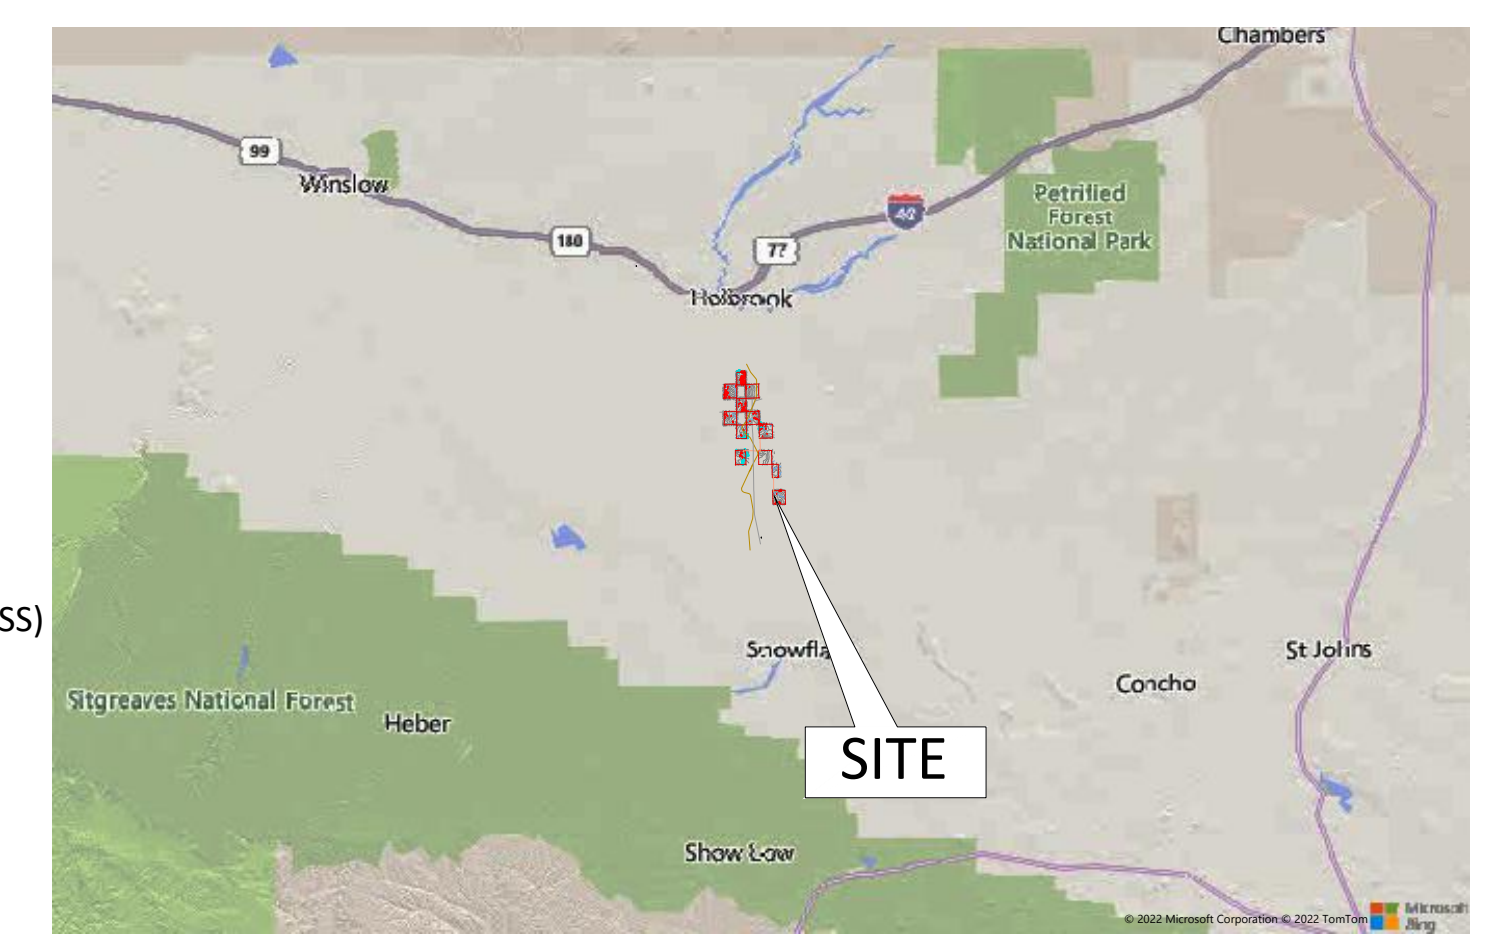 Chambers
99
Winslow
Petrified
Forest
National Park
180
77
40
Holbrook
SS)
Snowfla
St Johns
Concho
Sitgreaves National Forest
Heber
SITE
Show Low
© 2022 Microsoft Corporation © 2022 TomTom
Microsoft
Bing